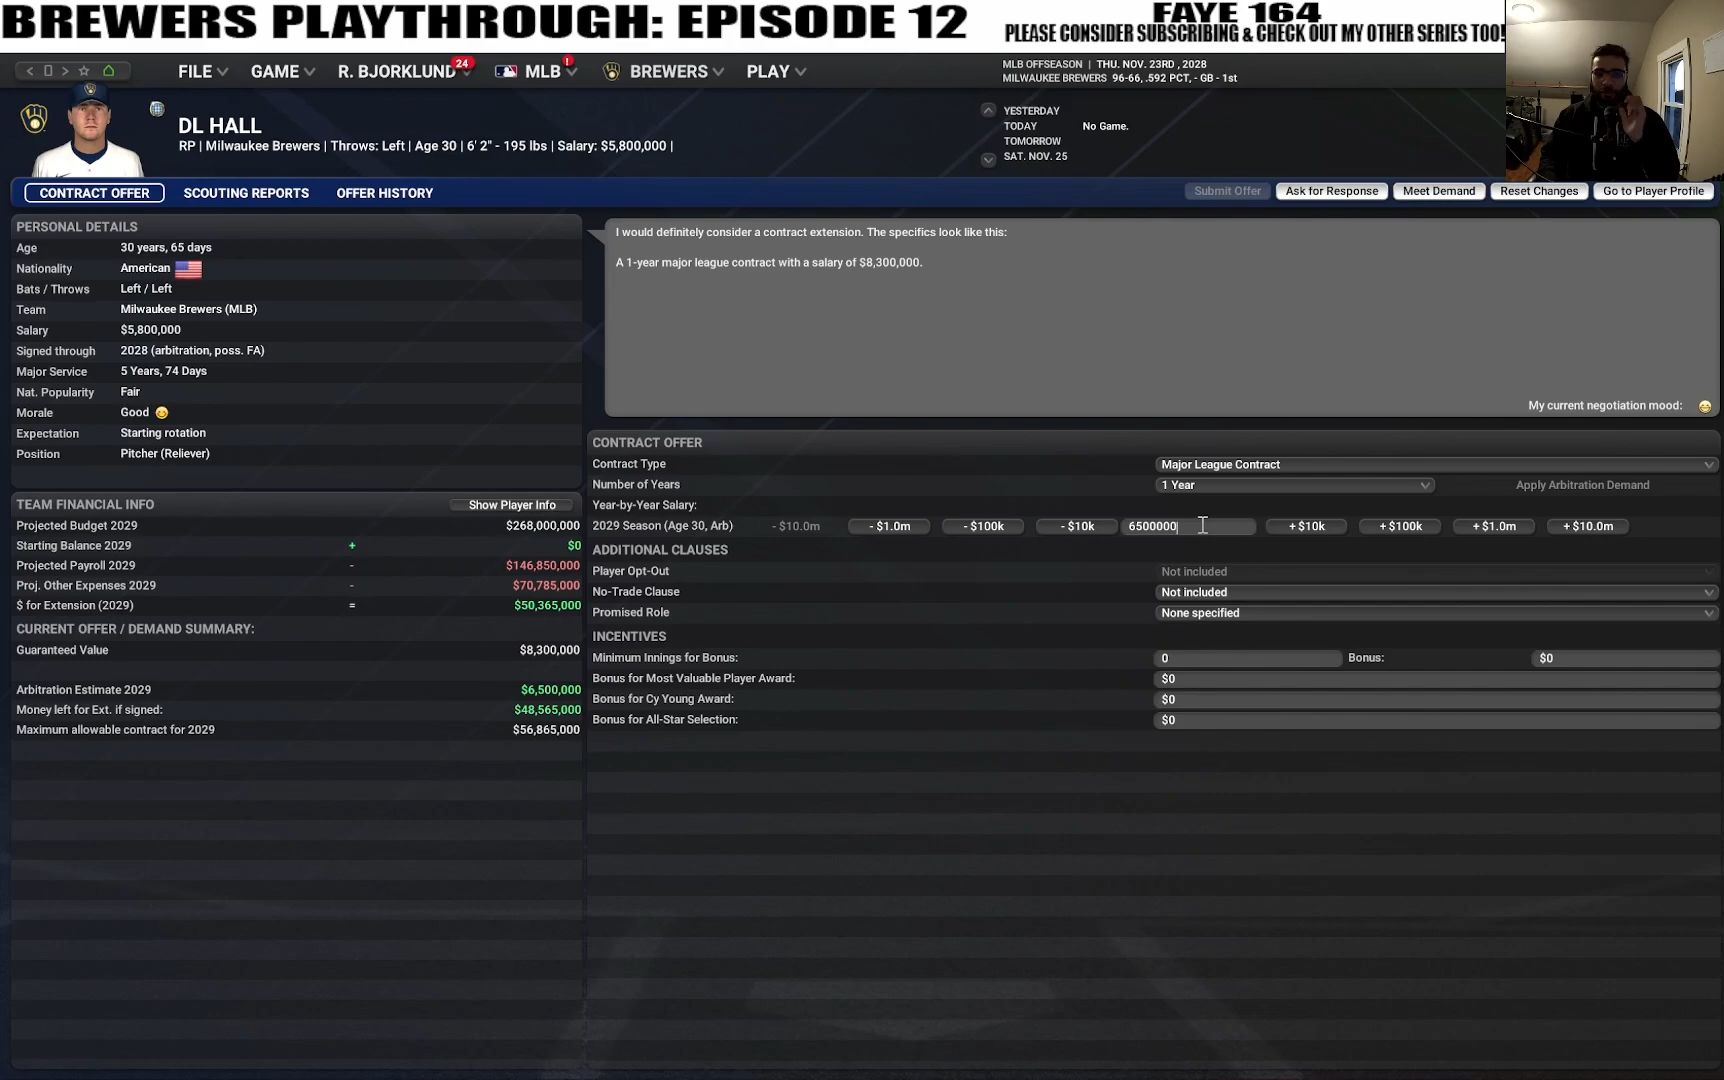 BREWERS PLAYTHROUGH: EPISODE 12
FAYE 164
PLEASE CONSIDER SUBSCRIBING & CHECK OUT MY OTHER SERIES TOO!
FILE GAME R. BJORKLUND 24 MLB ! BREWERS PLAY
MLB OFFSEASON | THU. NOV. 23RD , 2028
MILWAUKEE BREWERS 96-66, .592 PCT, - GB - 1st
DL HALL
RP | Milwaukee Brewers | Throws: Left | Age 30 | 6' 2" - 195 lbs | Salary: $5,800,000 |
YESTERDAY
TODAY No Game.
TOMORROW
SAT. NOV. 25
CONTRACT OFFER SCOUTING REPORTS OFFER HISTORY
Submit Offer Ask for Response Meet Demand Reset Changes Go to Player Profile
PERSONAL DETAILS
Age 30 years, 65 days
Nationality American
Bats / Throws Left / Left
Team Milwaukee Brewers (MLB)
Salary $5,800,000
Signed through 2028 (arbitration, poss. FA)
Major Service 5 Years, 74 Days
Nat. Popularity Fair
Morale Good
Expectation Starting rotation
Position Pitcher (Reliever)
I would definitely consider a contract extension. The specifics look like this:
A 1-year major league contract with a salary of $8,300,000.
My current negotiation mood:
TEAM FINANCIAL INFO Show Player Info
Projected Budget 2029 $268,000,000
Starting Balance 2029 + $0
Projected Payroll 2029 - $146,850,000
Proj. Other Expenses 2029 - $70,785,000
$ for Extension (2029) = $50,365,000
CURRENT OFFER / DEMAND SUMMARY:
Guaranteed Value $8,300,000
Arbitration Estimate 2029 $6,500,000
Money left for Ext. if signed: $48,565,000
Maximum allowable contract for 2029 $56,865,000
CONTRACT OFFER
Contract Type Major League Contract
Number of Years 1 Year Apply Arbitration Demand
Year-by-Year Salary:
2029 Season (Age 30, Arb) - $10.0m - $1.0m - $100k - $10k 6500000 + $10k + $100k + $1.0m + $10.0m
ADDITIONAL CLAUSES
Player Opt-Out Not included
No-Trade Clause Not included
Promised Role None specified
INCENTIVES
Minimum Innings for Bonus: 0 Bonus: $0
Bonus for Most Valuable Player Award: $0
Bonus for Cy Young Award: $0
Bonus for All-Star Selection: $0